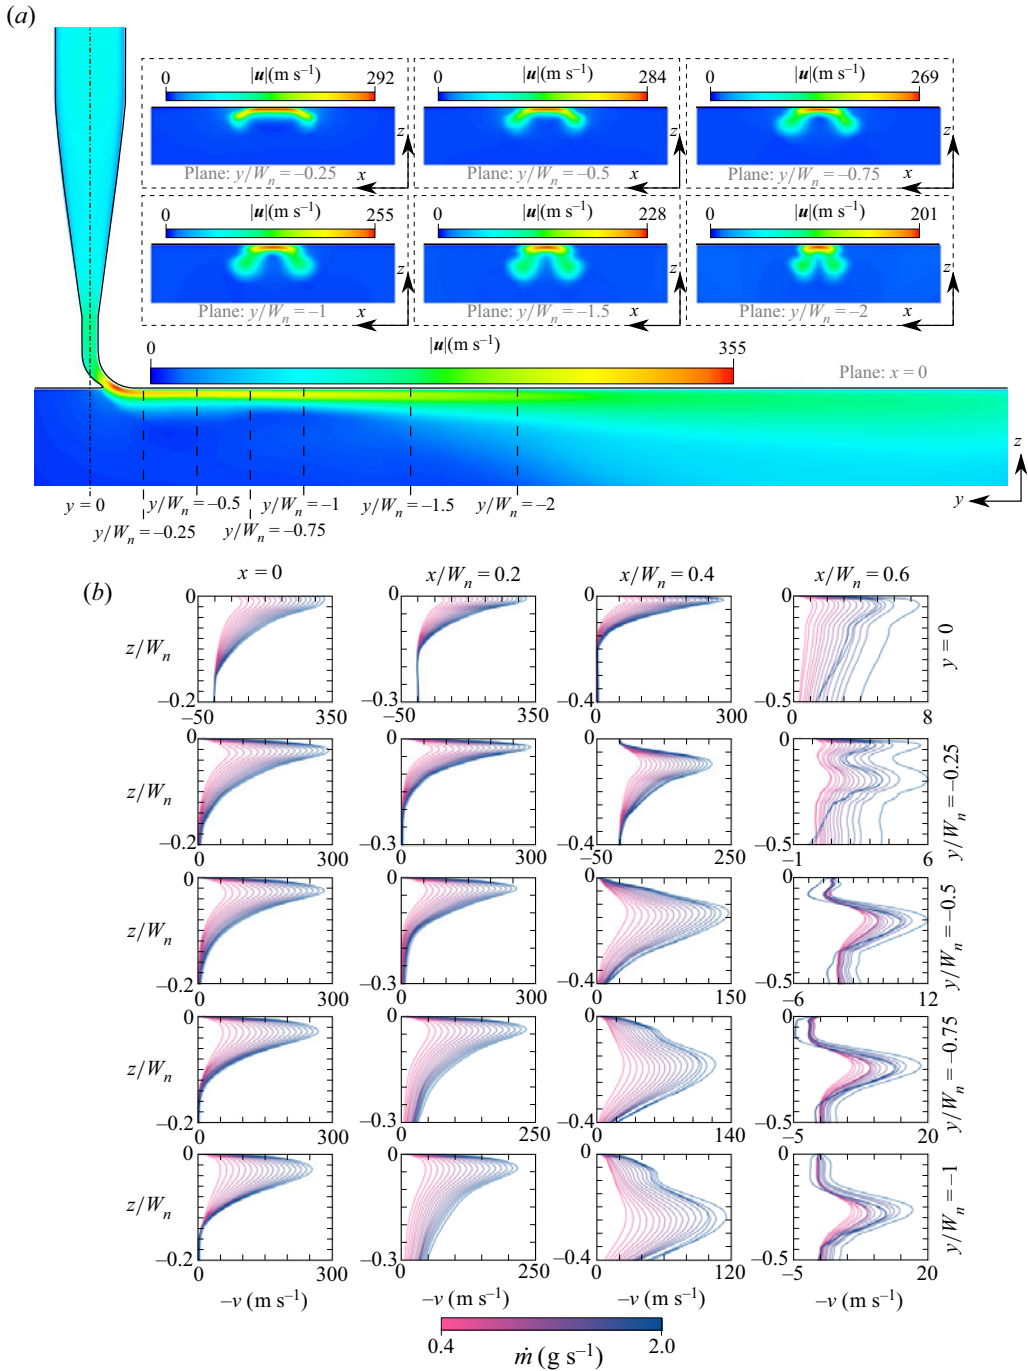 (a)
|u|(m s⁻¹) |u|(m s⁻¹) |u|(m s⁻¹)
0 292 0 284 0 269
z z z
Plane: y/Wₙ = −0.25 Plane: y/Wₙ = −0.5 Plane: y/Wₙ = −0.75
x x x
|u|(m s⁻¹) |u|(m s⁻¹) |u|(m s⁻¹)
0 255 0 228 0 201
z z z
Plane: y/Wₙ = −1 Plane: y/Wₙ = −1.5 Plane: y/Wₙ = −2
x x x
|u|(m s⁻¹)
0 355
Plane: x = 0
z
y
y = 0 y/Wₙ = −0.5 y/Wₙ = −1 y/Wₙ = −1.5 y/Wₙ = −2
y/Wₙ = −0.25 y/Wₙ = −0.75
(b)
x = 0 x/Wₙ = 0.2 x/Wₙ = 0.4 x/Wₙ = 0.6
0 0 0 0
z/Wₙ y = 0
−0.2 −0.3 −0.4 −0.5
−50 350 −50 350 0 300 0 8
0 0 0 0
z/Wₙ y/Wₙ = −0.25
−0.2 −0.3 −0.4 −0.5
0 300 0 300 −50 250 −1 6
0 0 0 0
z/Wₙ y/Wₙ = −0.5
−0.2 −0.3 −0.4 −0.5
0 300 0 300 0 150 −6 12
0 0 0 0
z/Wₙ y/Wₙ = −0.75
−0.2 −0.3 −0.4 −0.5
0 300 0 250 0 140 −5 20
0 0 0 0
z/Wₙ y/Wₙ = −1
−0.2 −0.3 −0.4 −0.5
0 300 0 250 0 120 −5 20
−v (m s⁻¹) −v (m s⁻¹) −v (m s⁻¹) −v (m s⁻¹)
0.4 2.0
ṁ (g s⁻¹)